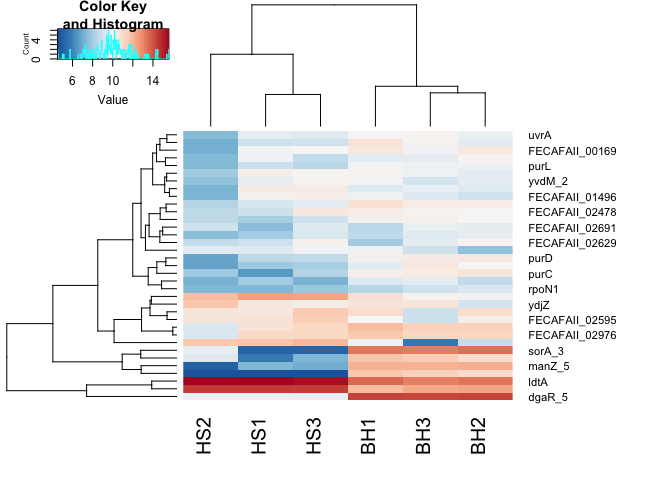 Color Key
and Histogram
Count
0 4
6 8 10 14
Value
uvrA
FECAFAII_00169
purL
yvdM_2
FECAFAII_01496
FECAFAII_02478
FECAFAII_02691
FECAFAII_02629
purD
purC
rpoN1
ydjZ
FECAFAII_02595
FECAFAII_02976
sorA_3
manZ_5
ldtA
dgaR_5
HS2 HS1 HS3 BH1 BH3 BH2